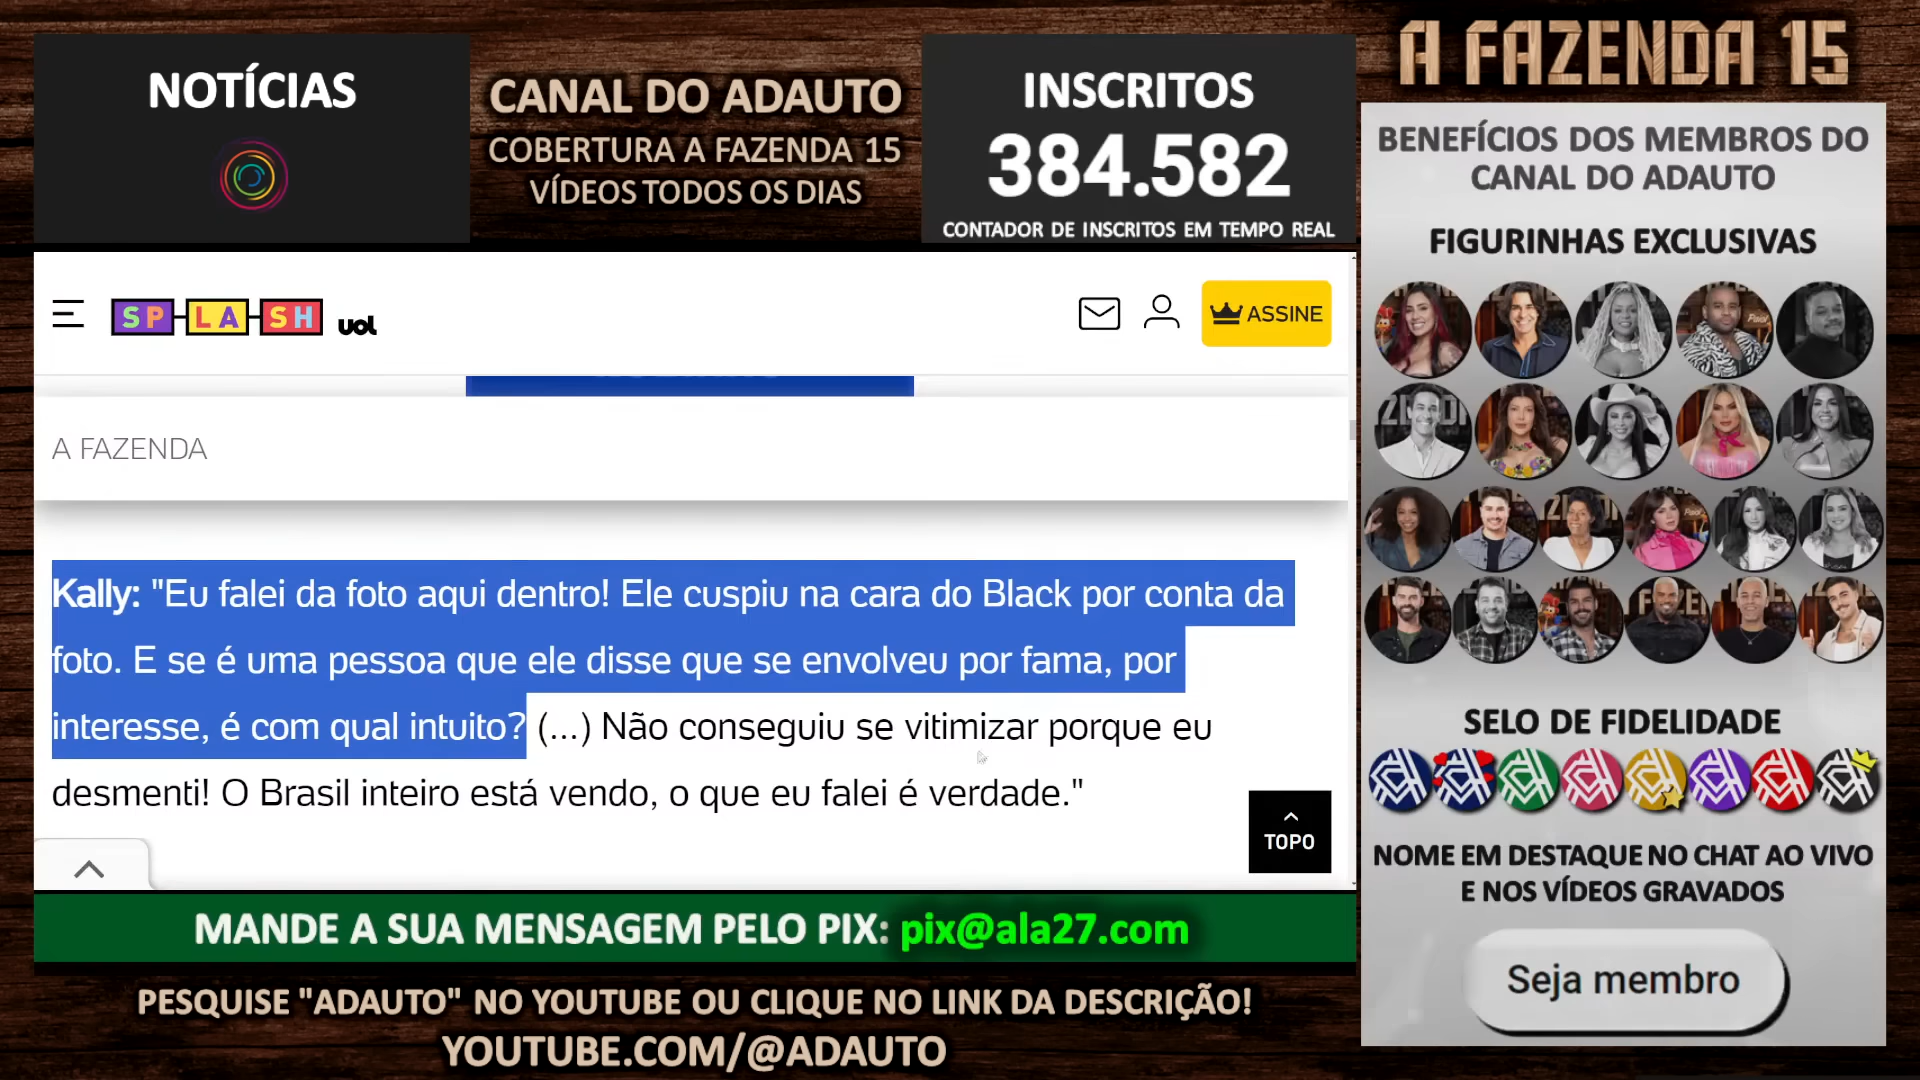 NOTÍCIAS
CANAL DO ADAUTO
COBERTURA A FAZENDA 15
VÍDEOS TODOS OS DIAS
INSCRITOS
384.582
CONTADOR DE INSCRITOS EM TEMPO REAL
A FAZENDA 15
BENEFÍCIOS DOS MEMBROS DO
CANAL DO ADAUTO
FIGURINHAS EXCLUSIVAS
SELO DE FIDELIDADE
NOME EM DESTAQUE NO CHAT AO VIVO
E NOS VÍDEOS GRAVADOS
Seja membro
SPLASH uol
ASSINE
A FAZENDA
Kally: "Eu falei da foto aqui dentro! Ele cuspiu na cara do Black por conta da
foto. E se é uma pessoa que ele disse que se envolveu por fama, por
interesse, é com qual intuito? (...) Não conseguiu se vitimizar porque eu
desmenti! O Brasil inteiro está vendo, o que eu falei é verdade."
TOPO
MANDE A SUA MENSAGEM PELO PIX: pix@ala27.com
PESQUISE "ADAUTO" NO YOUTUBE OU CLIQUE NO LINK DA DESCRIÇÃO!
YOUTUBE.COM/@ADAUTO